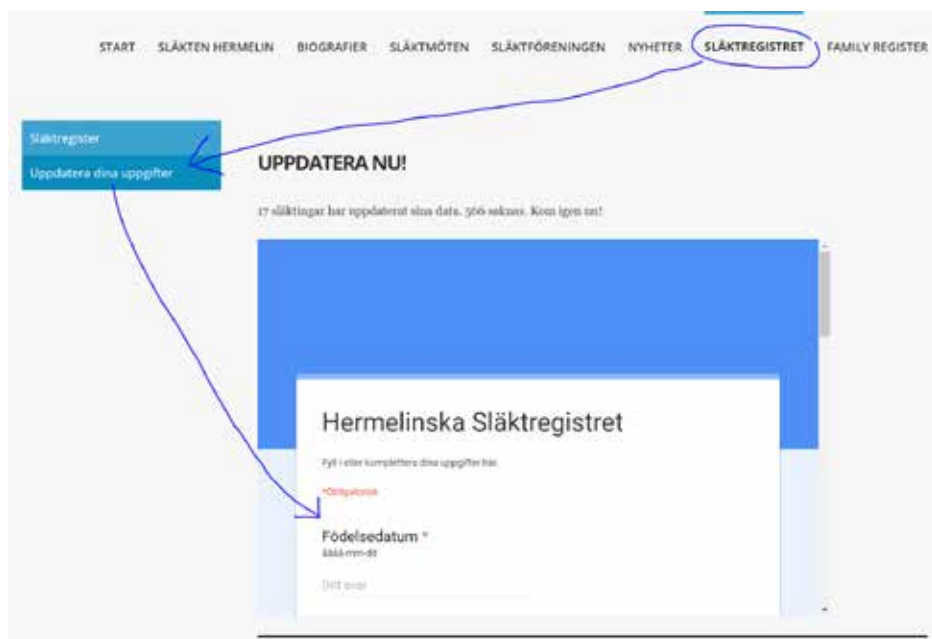 START SLÄKTEN HERMELIN BIOGRAFIER SLÄKTMÖTEN SLÄKTFÖRENINGEN NYHETER SLÄKTREGISTRET FAMILY REGISTER
Släktregister
Uppdatera dina uppgifter
UPPDATERA NU!
17 släktingar har uppdaterat sina data. 566 saknas. Kom igen nu!
Hermelinska Släktregistret
Fyll i eller komplettera dina uppgifter här.
*Obligatorisk
Födelsedatum *
åååå-mm-dd
Ditt svar